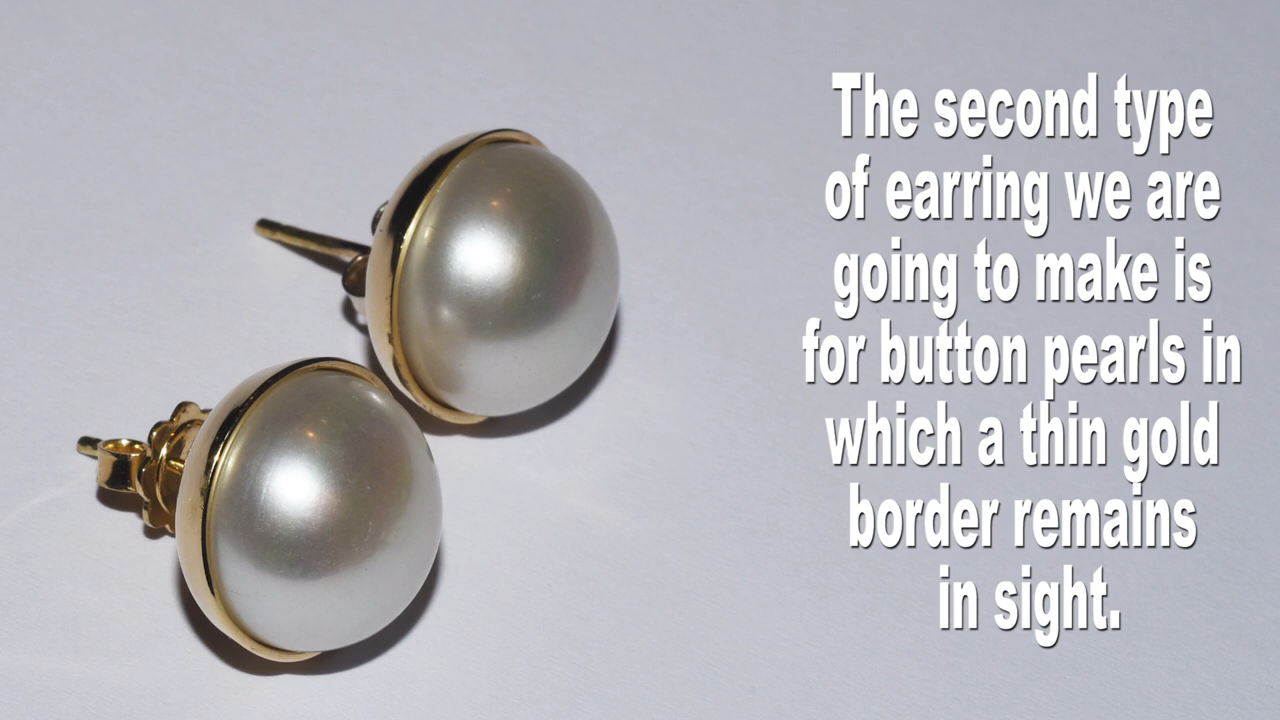 The second type
of earring we are
going to make is
for button pearls in
which a thin gold
border remains
in sight.